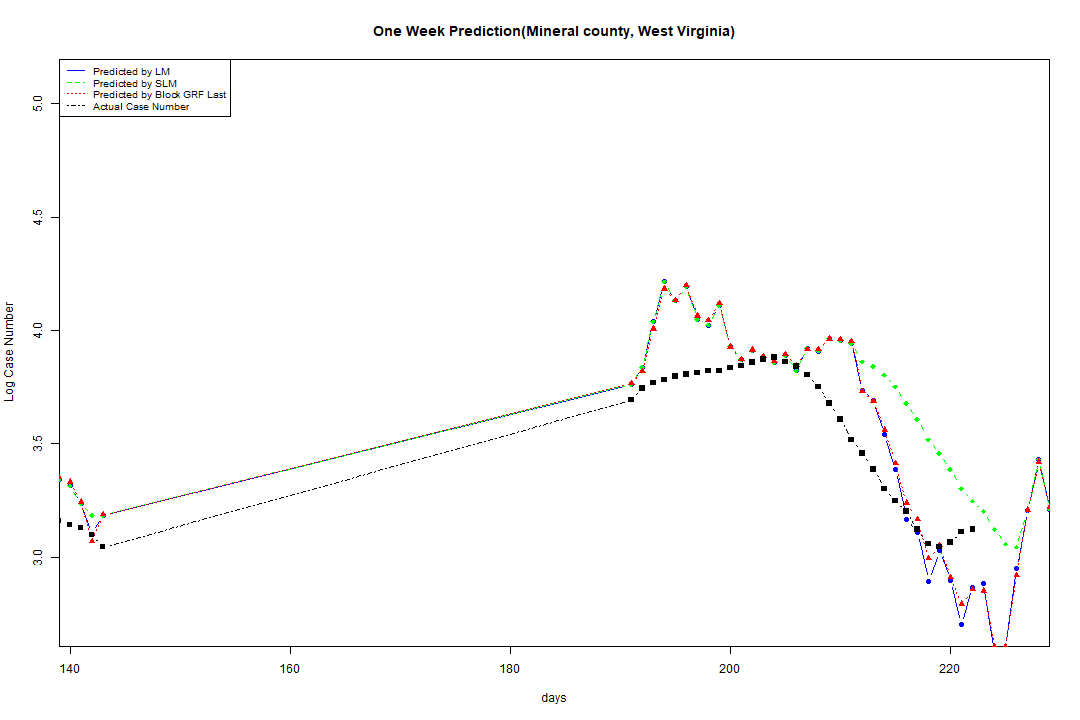 One Week Prediction(Mineral county, West Virginia)
Predicted by LM
Predicted by SLM
Predicted by Block GRF Last
Actual Case Number
5.0
4.5
4.0
3.5
3.0
Log Case Number
140 160 180 200 220
days